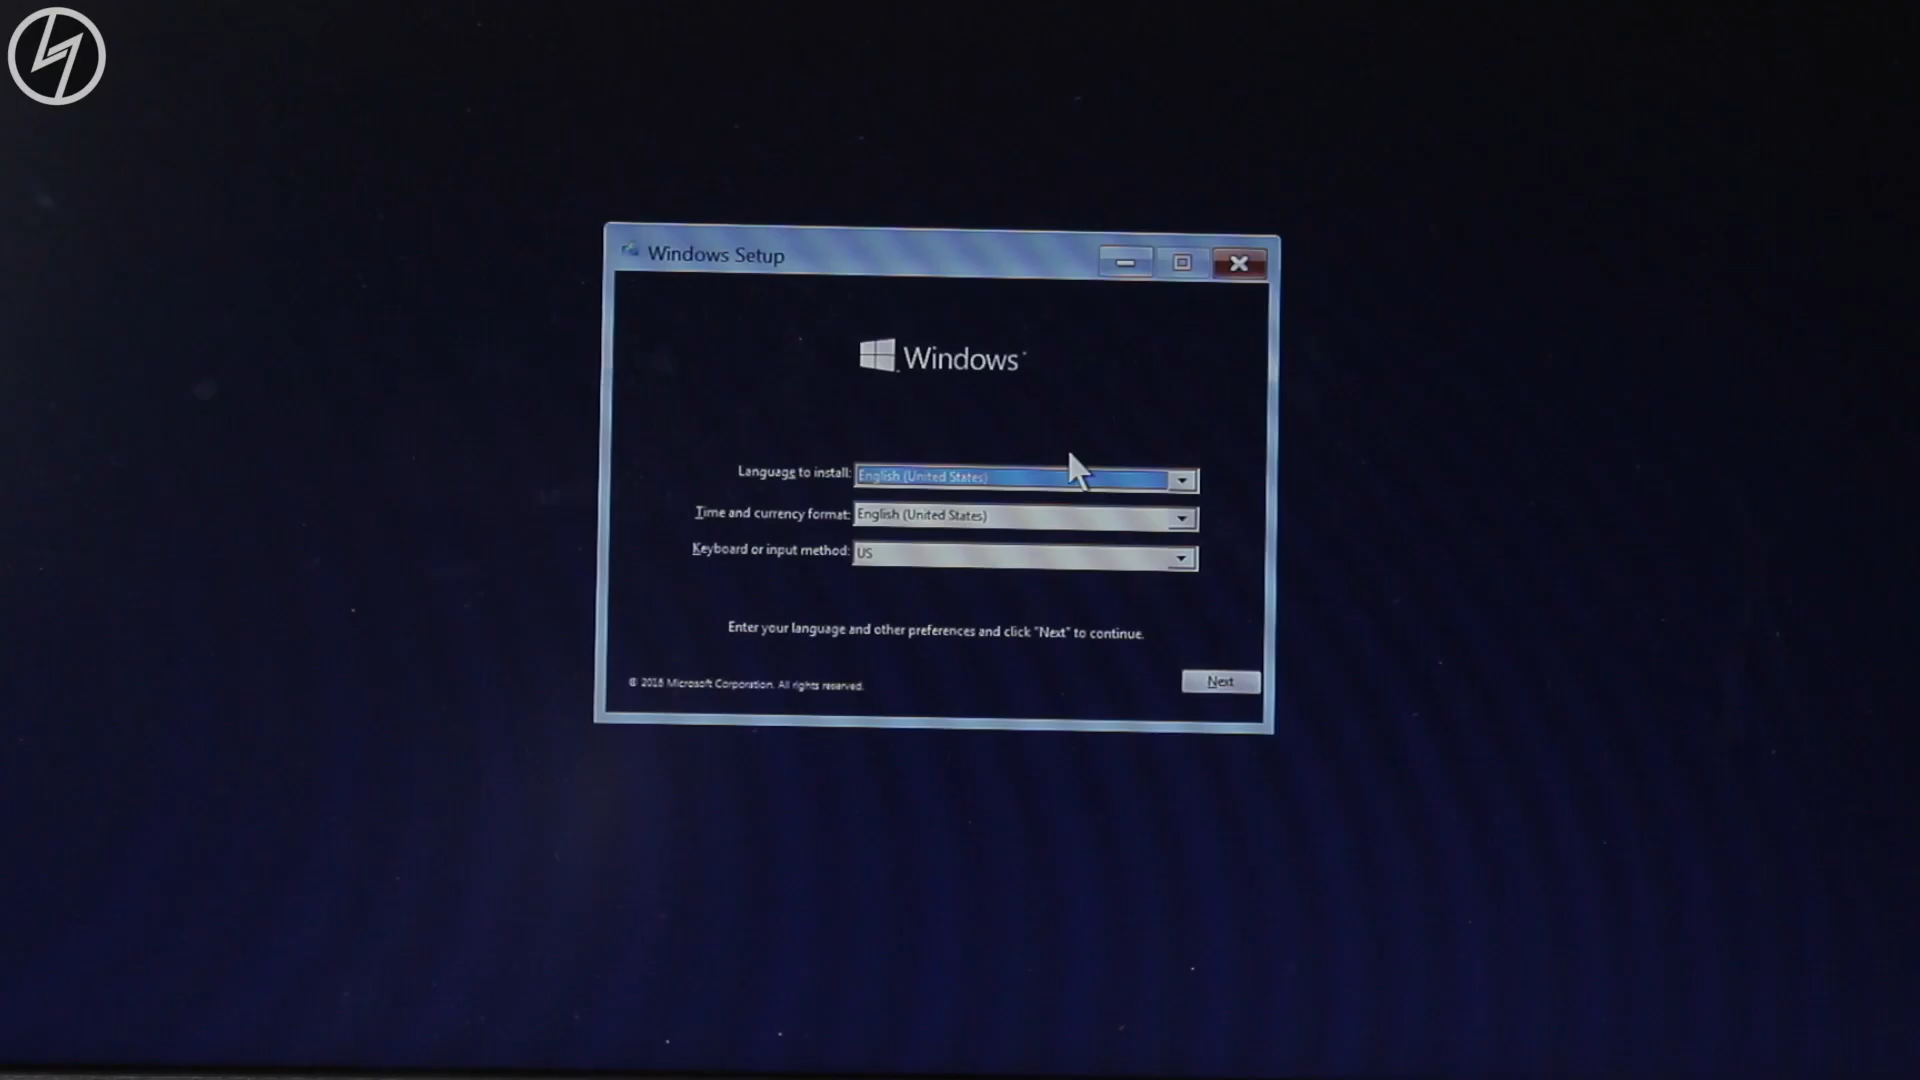 Windows Setup
Windows
Language to install: English (United States)
Time and currency format: English (United States)
Keyboard or input method: US
Enter your language and other preferences and click "Next" to continue.
© 2016 Microsoft Corporation. All rights reserved.
Next